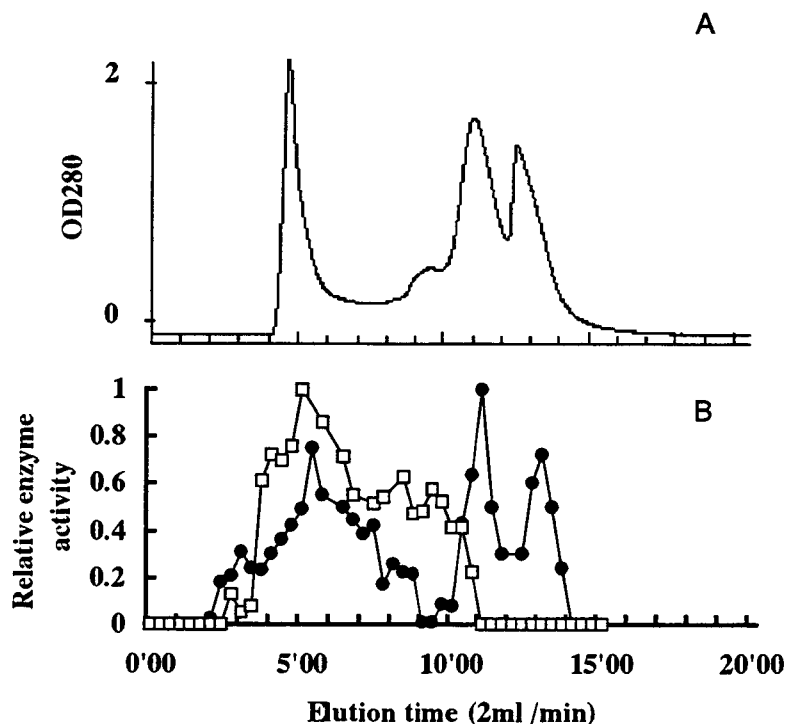 A
2
OD280
0
B
1
0.8
0.6
0.4
0.2
0
Relative enzyme
activity
0'00
5'00
10'00
15'00
20'00
Elution time (2ml/min)